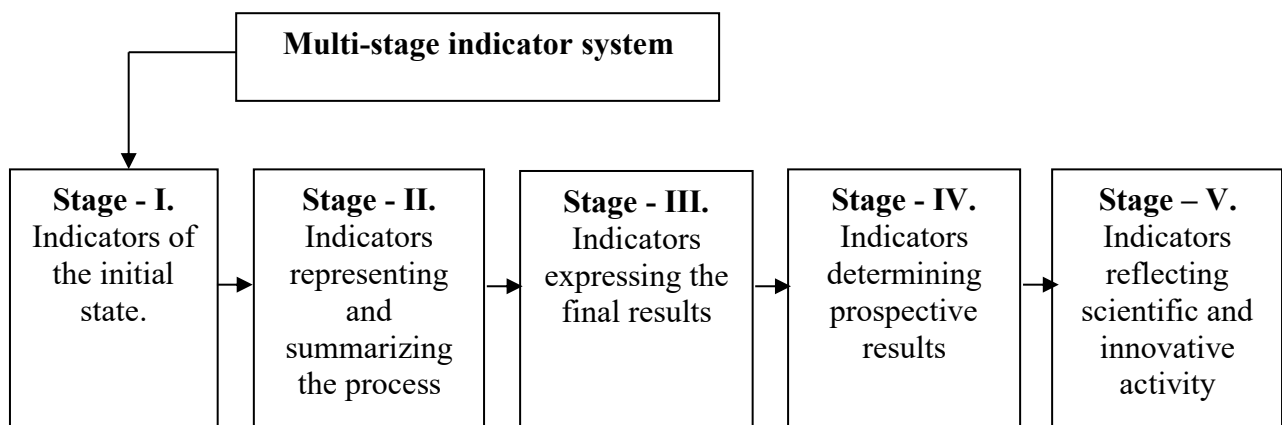 Multi-stage indicator system
Stage - I.
Indicators of
the initial
state.
Stage - II.
Indicators
representing
and
summarizing
the process
Stage - III.
Indicators
expressing the
final results
Stage - IV.
Indicators
determining
prospective
results
Stage – V.
Indicators
reflecting
scientific and
innovative
activity